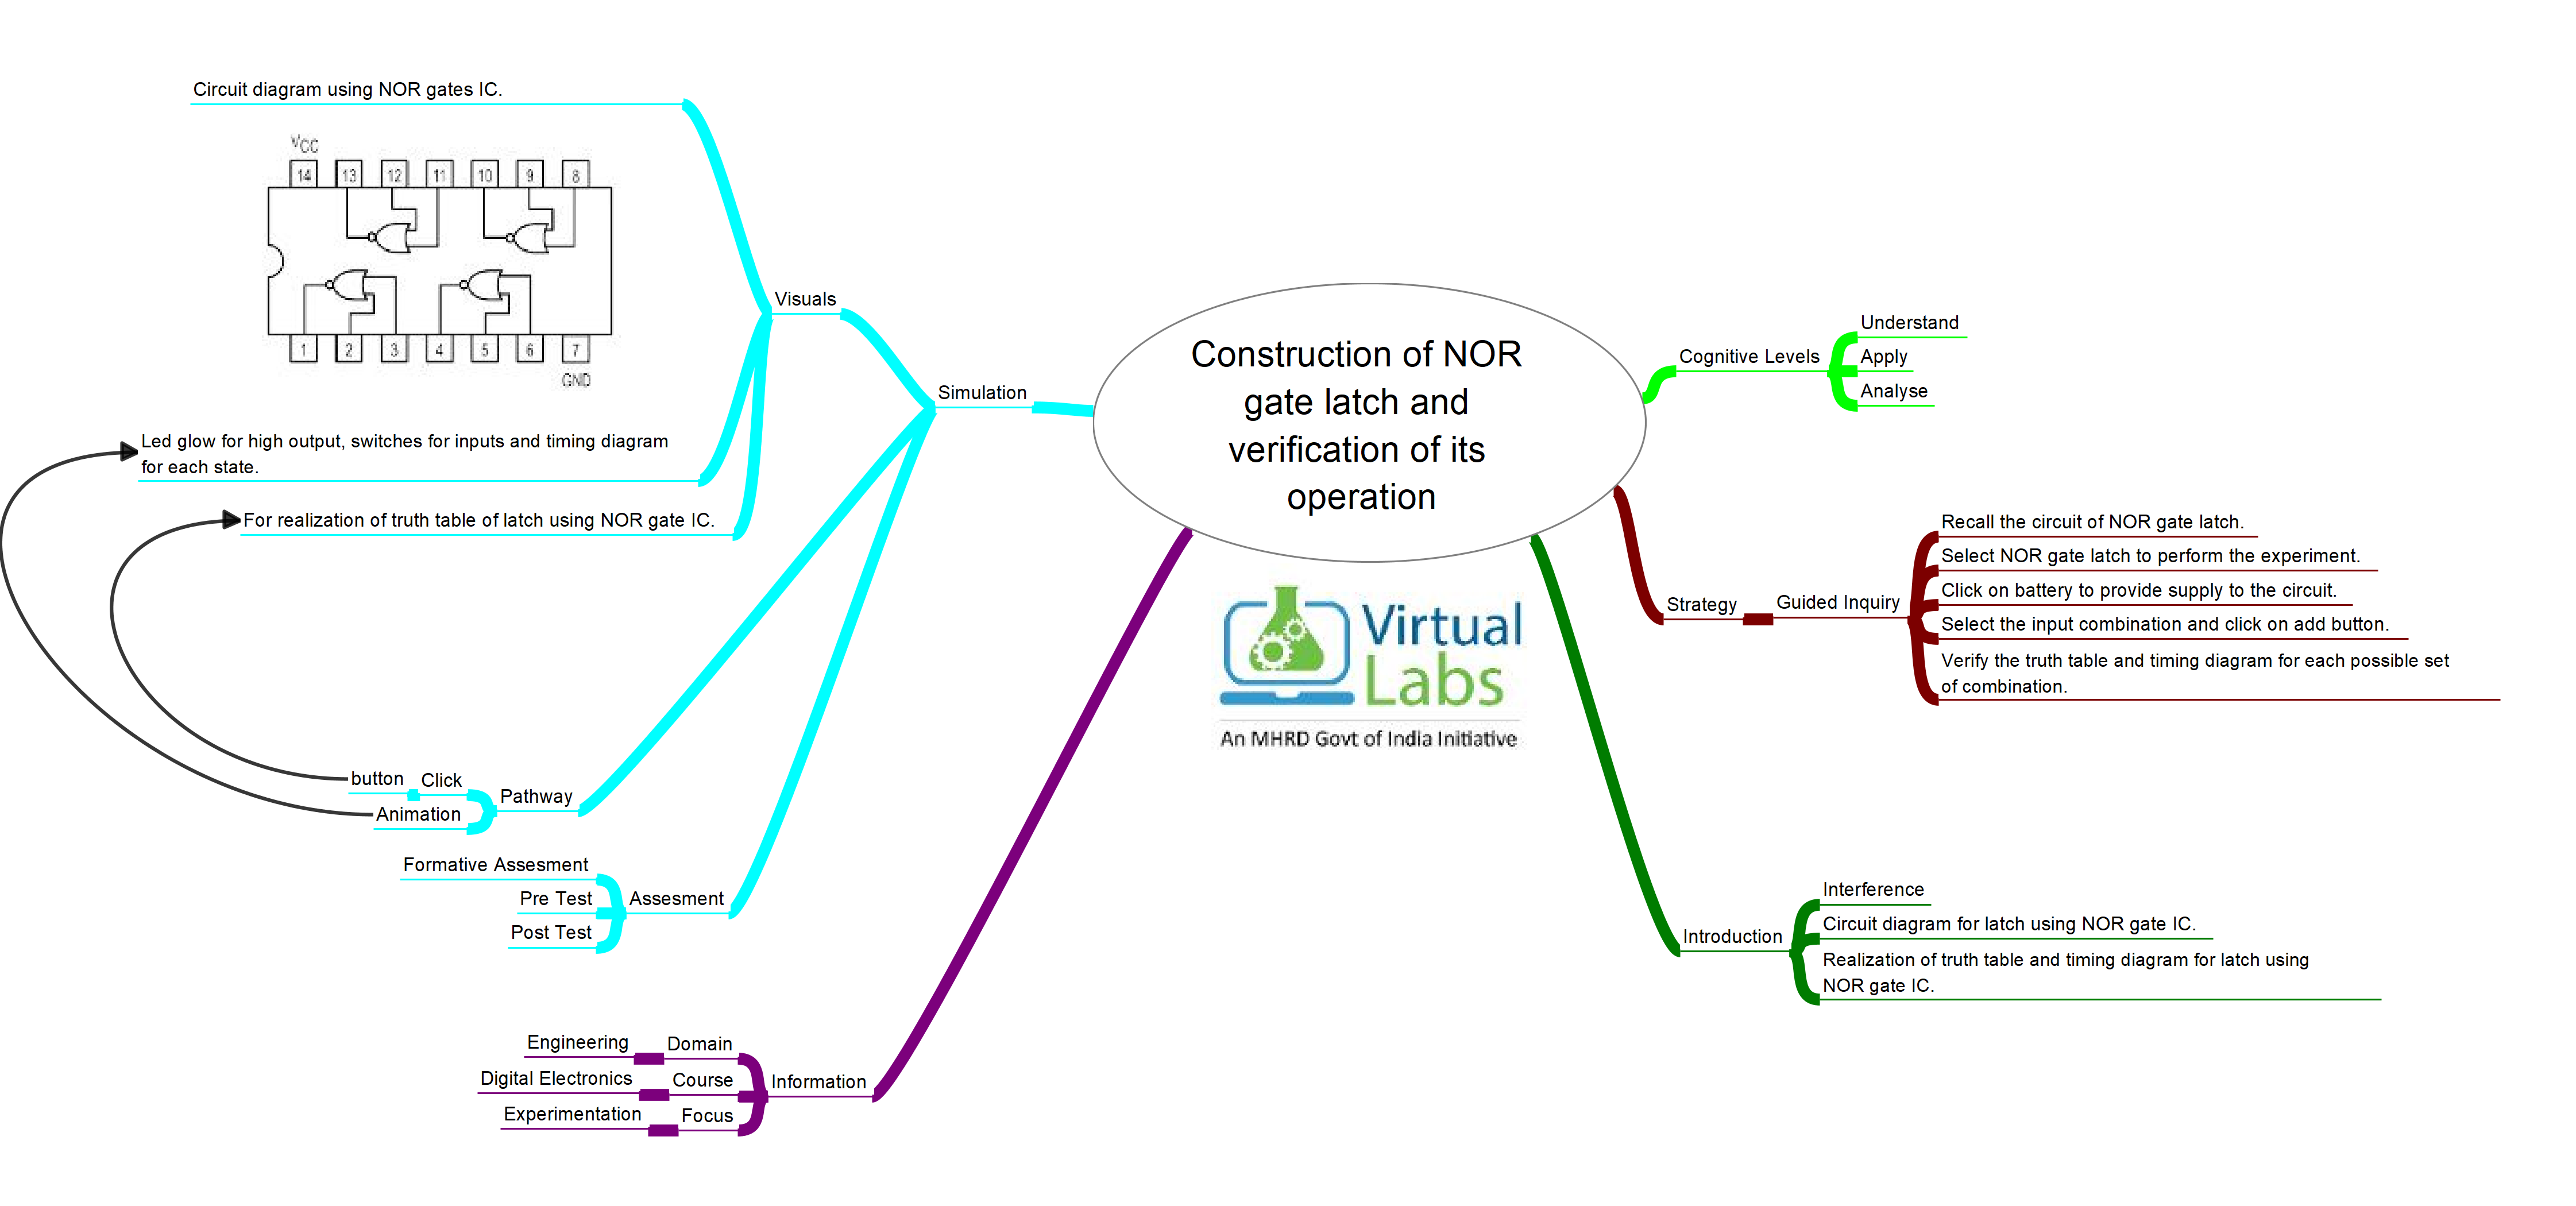 Circuit diagram using NOR gates IC.
VCC
14 13 12 11 10 9 8
1 2 3 4 5 6 7
GND
Led glow for high output, switches for inputs and timing diagram
for each state.
For realization of truth table of latch using NOR gate IC.
Visuals
Simulation
button
Click
Animation
Pathway
Formative Assesment
Pre Test
Post Test
Assesment
Engineering
Domain
Digital Electronics
Course
Experimentation
Focus
Information
Construction of NOR
gate latch and
verification of its
operation
Virtual
Labs
An MHRD Govt of India Initiative
Cognitive Levels
Understand
Apply
Analyse
Strategy
Guided Inquiry
Recall the circuit of NOR gate latch.
Select NOR gate latch to perform the experiment.
Click on battery to provide supply to the circuit.
Select the input combination and click on add button.
Verify the truth table and timing diagram for each possible set
of combination.
Introduction
Interference
Circuit diagram for latch using NOR gate IC.
Realization of truth table and timing diagram for latch using
NOR gate IC.